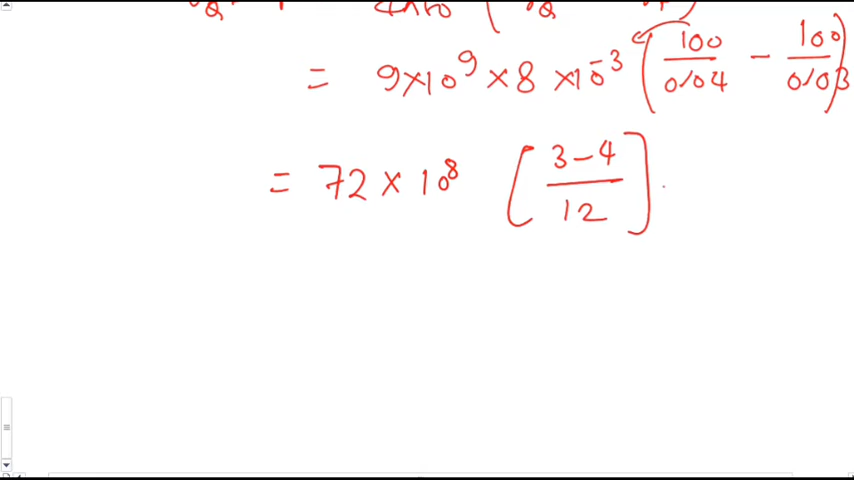 = 9×10⁹ × 8 × 10⁻³ ( 100/0.04 − 100/0.03 )
= 72 × 10⁸ [ 3−4/12 ]